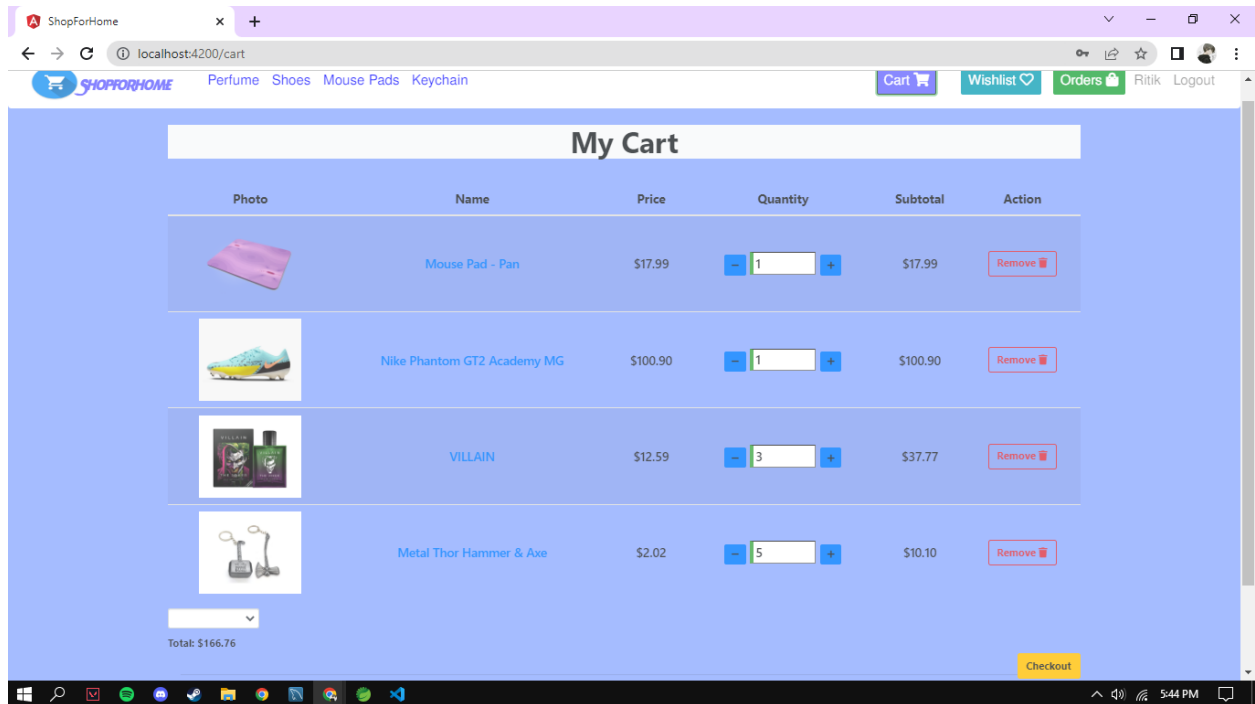 ShopForHome
localhost:4200/cart
SHOPFORHOME Perfume Shoes Mouse Pads Keychain Cart Wishlist Orders Ritik Logout
My Cart
Photo Name Price Quantity Subtotal Action
Mouse Pad - Pan $17.99 - 1 + $17.99 Remove
Nike Phantom GT2 Academy MG $100.90 - 1 + $100.90 Remove
VILLAIN
VILLAIN $12.59 - 3 + $37.77 Remove
Metal Thor Hammer & Axe $2.02 - 5 + $10.10 Remove
Total: $166.76
Checkout
5:44 PM